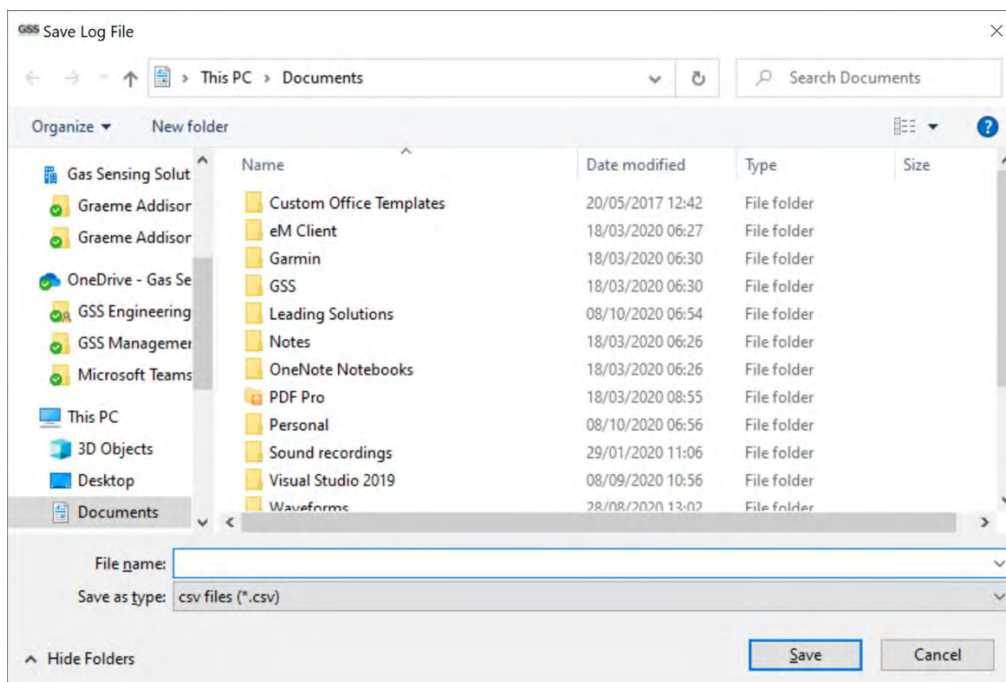 GSS Save Log File
This PC > Documents
Search Documents
Organize New folder
Name Date modified Type Size
Gas Sensing Solut
Graeme Addisor
Graeme Addisor
OneDrive - Gas Se
GSS Engineering
GSS Managemer
Microsoft Teams
This PC
3D Objects
Desktop
Documents
Custom Office Templates 20/05/2017 12:42 File folder
eM Client 18/03/2020 06:27 File folder
Garmin 18/03/2020 06:30 File folder
GSS 18/03/2020 06:30 File folder
Leading Solutions 08/10/2020 06:54 File folder
Notes 18/03/2020 06:26 File folder
OneNote Notebooks 18/03/2020 06:26 File folder
PDF Pro 18/03/2020 08:55 File folder
Personal 08/10/2020 06:56 File folder
Sound recordings 29/01/2020 11:06 File folder
Visual Studio 2019 08/09/2020 10:56 File folder
Waveforms 28/08/2020 13:02 File folder
File name:
Save as type: csv files (*.csv)
Hide Folders
Save Cancel